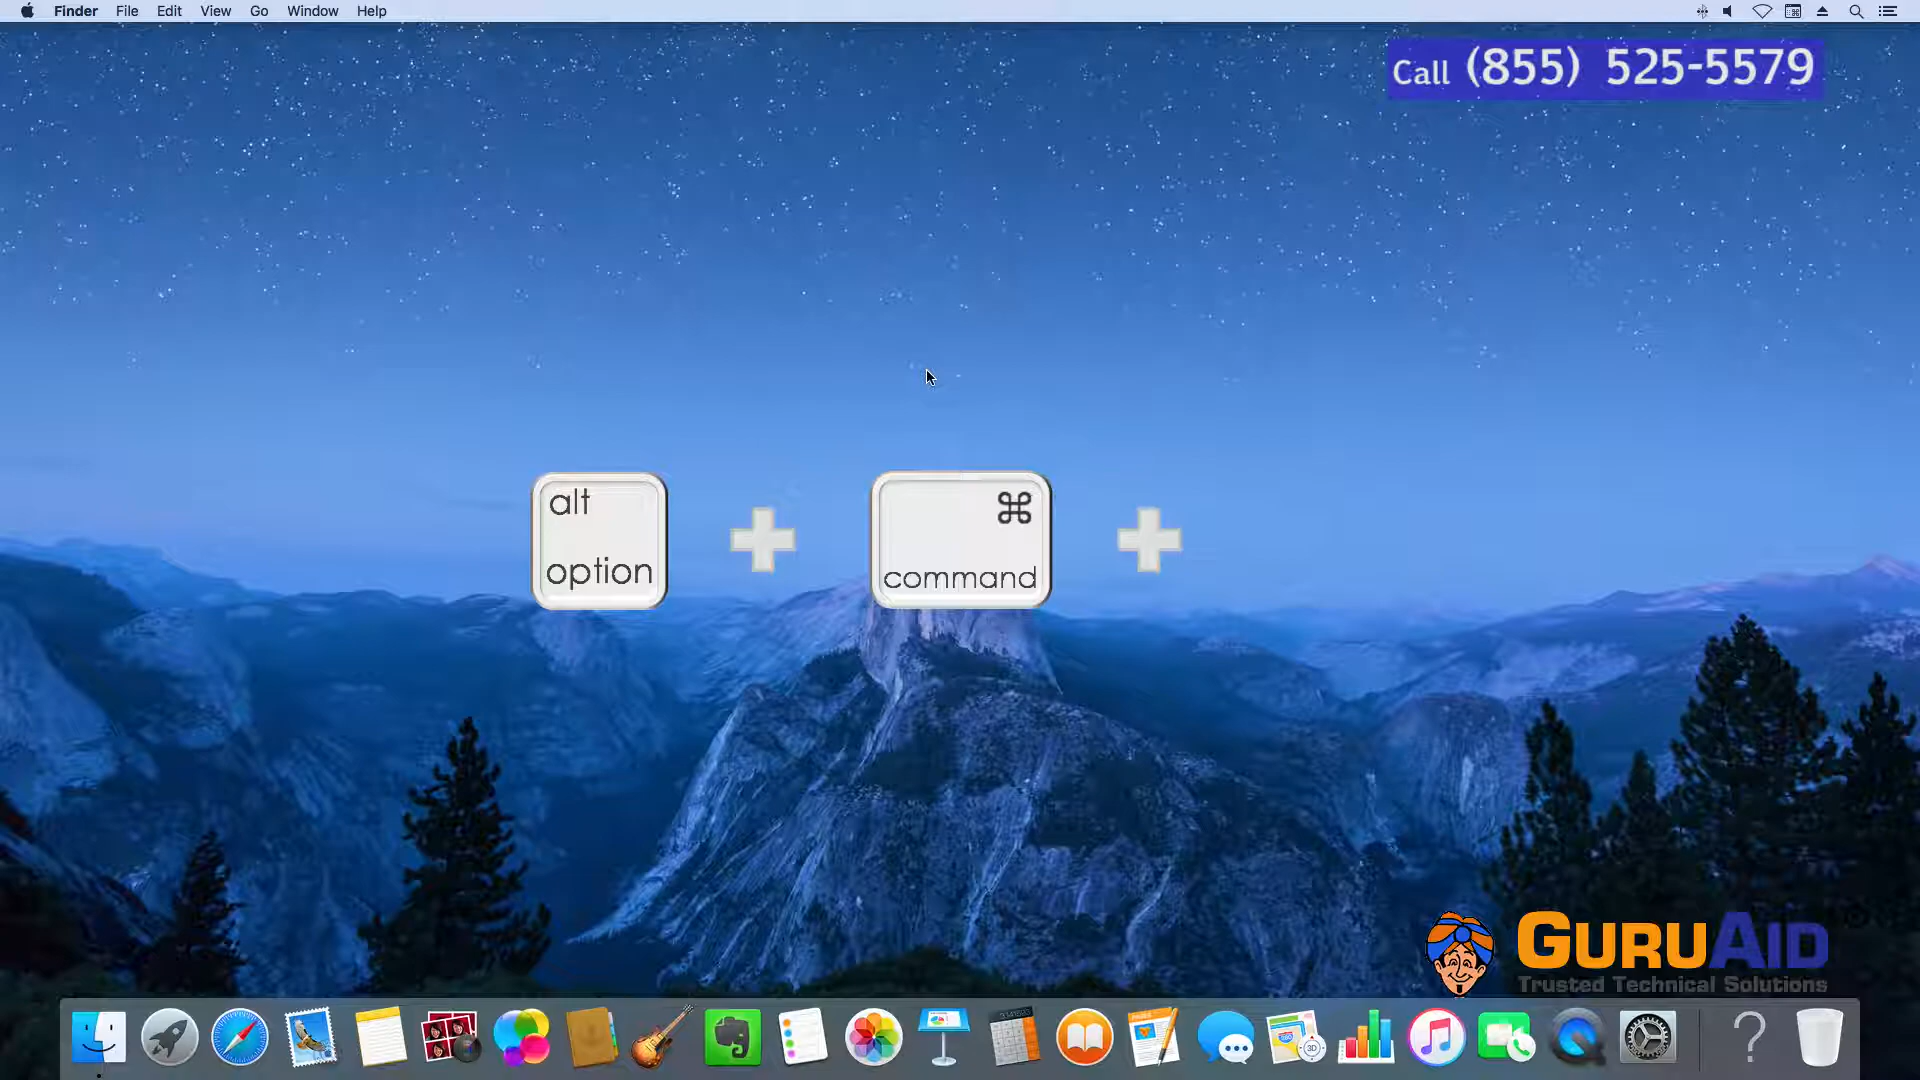 Finder File Edit View Go Window Help
Call (855) 525-5579
alt
option
⌘
command
GURUAID
Trusted Technical Solutions